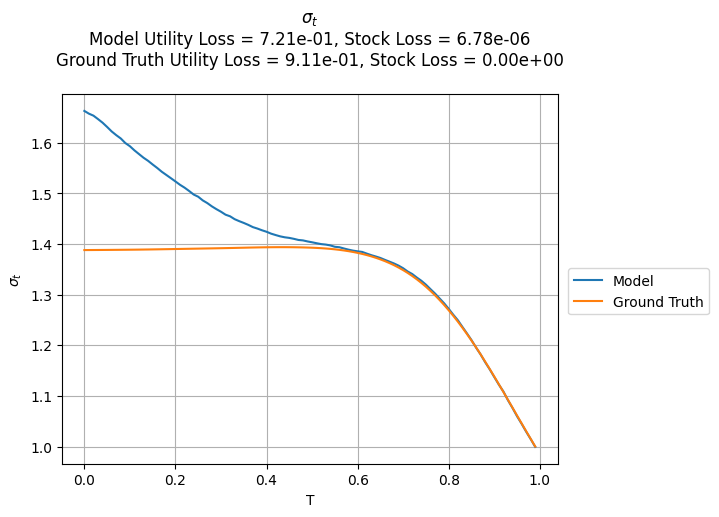 σt
Model Utility Loss = 7.21e-01, Stock Loss = 6.78e-06
Ground Truth Utility Loss = 9.11e-01, Stock Loss = 0.00e+00
1.6
1.5
1.4
1.3
1.2
1.1
1.0
σt
0.0 0.2 0.4 0.6 0.8 1.0
T
Model
Ground Truth